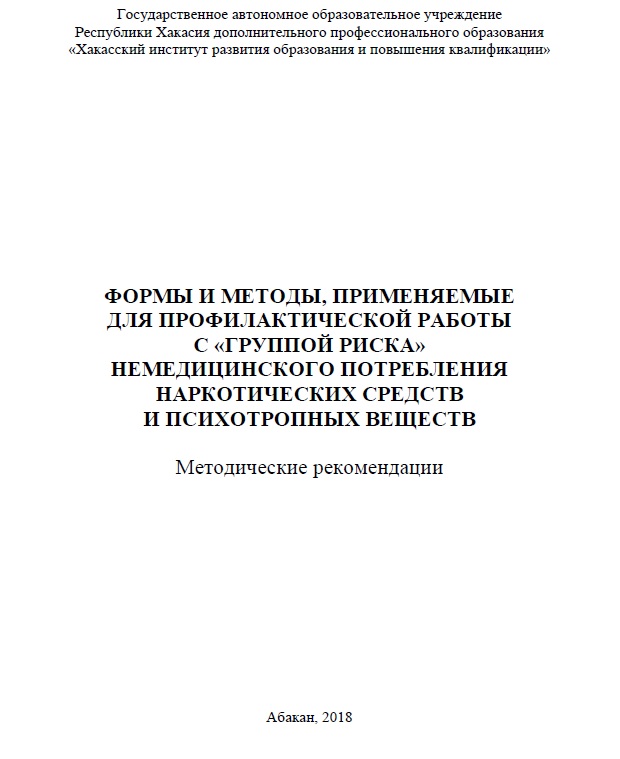 Государственное автономное образовательное учреждение
Республики Хакасия дополнительного профессионального образования
«Хакасский институт развития образования и повышения квалификации»
ФОРМЫ И МЕТОДЫ, ПРИМЕНЯЕМЫЕ
ДЛЯ ПРОФИЛАКТИЧЕСКОЙ РАБОТЫ
С «ГРУППОЙ РИСКА»
НЕМЕДИЦИНСКОГО ПОТРЕБЛЕНИЯ
НАРКОТИЧЕСКИХ СРЕДСТВ
И ПСИХОТРОПНЫХ ВЕЩЕСТВ
Методические рекомендации
Абакан, 2018